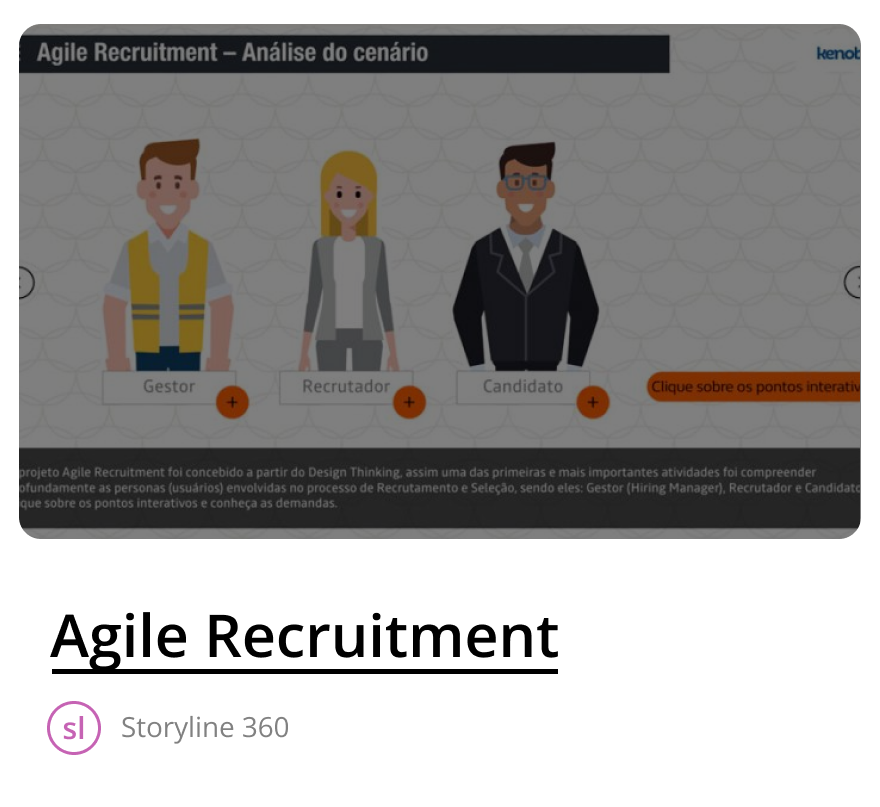 Agile Recruitment – Análise do cenário
kenob
Gestor
Recrutador
Candidato
+
+
+
Clique sobre os pontos interativ
projeto Agile Recruitment foi concebido a partir do Design Thinking, assim uma das primeiras e mais importantes atividades foi compreender
ofundamente as personas (usuários) envolvidas no processo de Recrutamento e Seleção, sendo eles: Gestor (Hiring Manager), Recrutador e Candidato
que sobre os pontos interativos e conheça as demandas.
Agile Recruitment
sl
Storyline 360